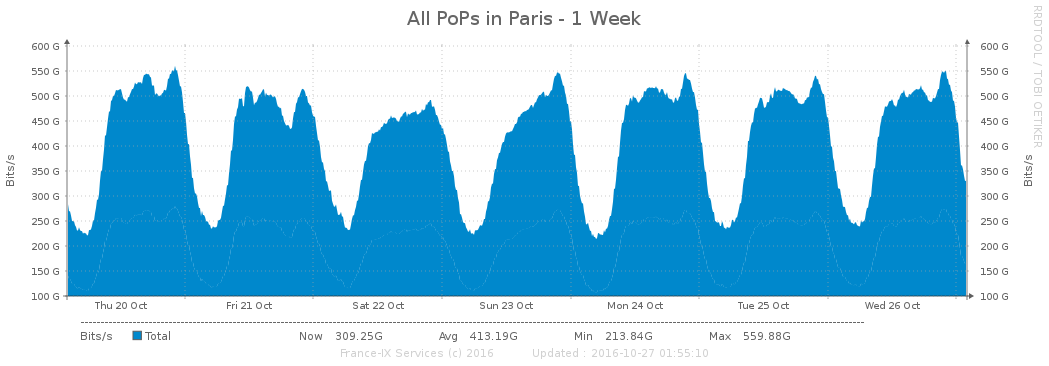 All PoPs in Paris - 1 Week
RRDTOOL / TOBI OETIKER
600 G 600 G
550 G 550 G
500 G 500 G
450 G 450 G
400 G 400 G
350 G 350 G
300 G 300 G
250 G 250 G
200 G 200 G
150 G 150 G
100 G 100 G
Bits/s
Bits/s
Thu 20 Oct Fri 21 Oct Sat 22 Oct Sun 23 Oct Mon 24 Oct Tue 25 Oct Wed 26 Oct
Bits/s Total Now 309.25G Avg 413.19G Min 213.84G Max 559.88G
France-IX Services (c) 2016 Updated : 2016-10-27 01:55:10